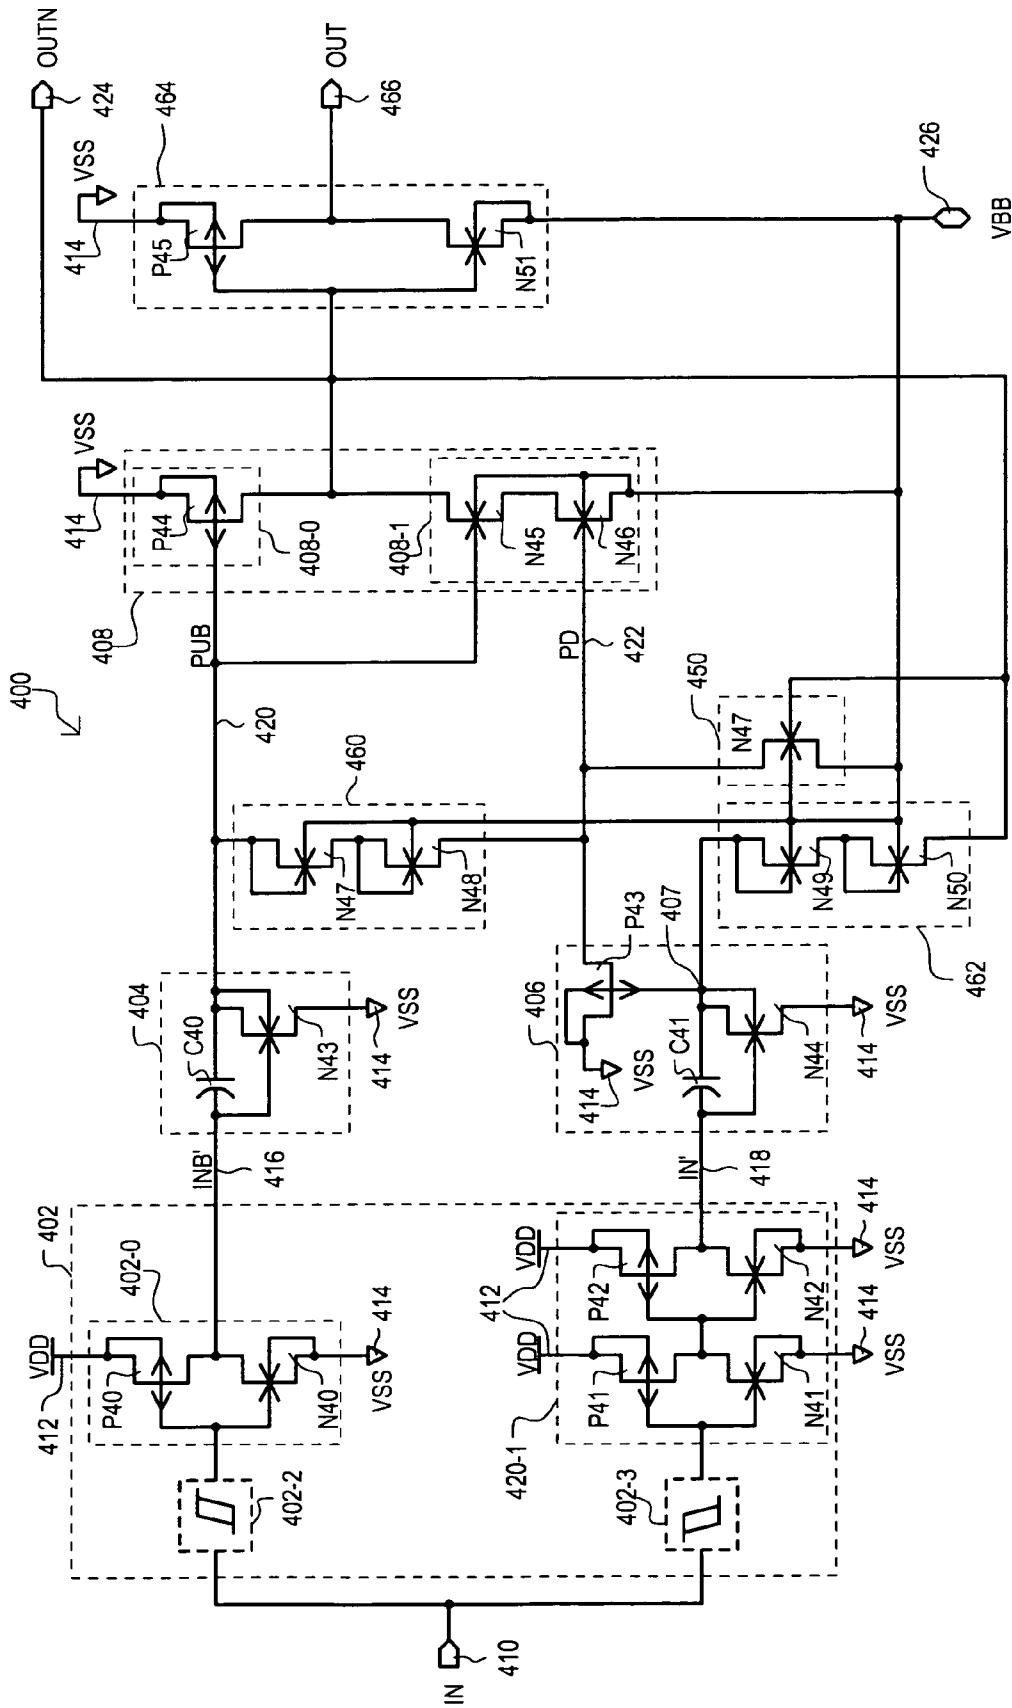 400
IN
410
402
402-2
402-3
402-0
VDD
412
P40
N40
414
VSS
420-1
VDD
412
VDD
P41
P42
N41
N42
414
VSS
414
VSS
INB'
416
IN'
418
404
C40
N43
414
VSS
406
P43
407
VSS
414
C41
N44
414
VSS
460
N47
N48
420
PUB
PD
422
450
N47
N49
N50
462
408
VSS
414
P44
408-0
408-1
N45
N46
464
VSS
414
P45
N51
OUTN
424
OUT
466
426
VBB